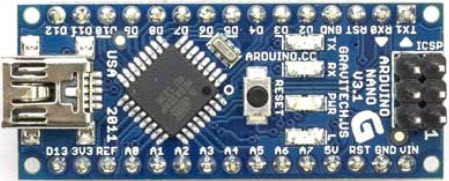 D12 D11 D10 D9 D8 D7 D6 D5 D4 D3 D2 GND RST RX0 TX1
ARDUINO.CC
TX
RX
PWR
L
RESET
USA
GRAVITECH.US
ARDUINO
NANO
V3.1
ICSP
G
1
D13 3V3 REF A0 A1 A2 A3 A4 A5 A6 A7 5V RST GND VIN